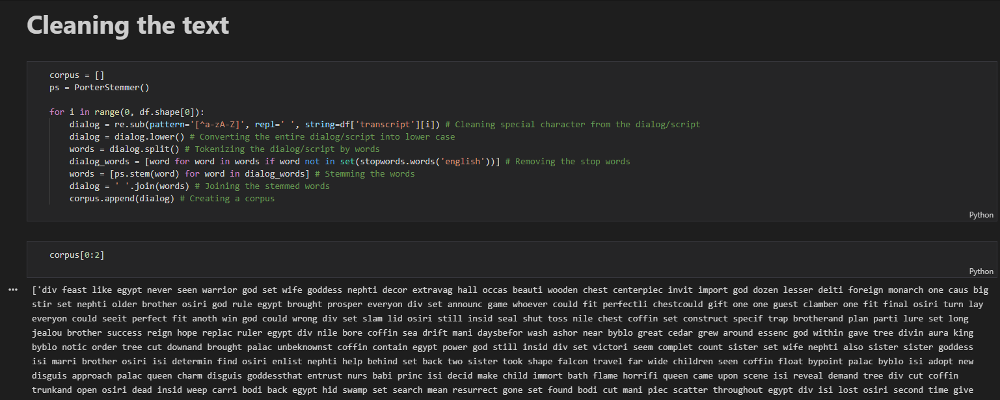 Cleaning the text
corpus = []
ps = PorterStemmer()
for i in range(0, df.shape[0]):
dialog = re.sub(pattern='[^a-zA-Z]', repl=' ', string=df['transcript'][i]) # Cleaning special character from the dialog/script
dialog = dialog.lower() # Converting the entire dialog/script into lower case
words = dialog.split() # Tokenizing the dialog/script by words
dialog_words = [word for word in words if word not in set(stopwords.words('english'))] # Removing the stop words
words = [ps.stem(word) for word in dialog_words] # Stemming the words
dialog = ' '.join(words) # Joining the stemmed words
corpus.append(dialog) # Creating a corpus
Python
corpus[0:2]
Python
['div feast like egypt never seen warrior god set wife goddess nephti decor extravag hall occas beauti wooden chest centerpiec invit import god dozen lesser deiti foreign monarch one caus big
stir set nephti older brother osiri god rule egypt brought prosper everyon div set announc game whoever could fit perfectli chestcould gift one one guest clamber one fit final osiri turn lay
everyon could seeit perfect fit anoth win god could wrong div set slam lid osiri still insid seal shut toss nile chest coffin set construct specif trap brotherand plan parti lure set long
jealou brother success reign hope replac ruler egypt div nile bore coffin sea drift mani daysbefor wash ashor near byblo great cedar grew around essenc god within gave tree divin aura king
byblo notic order tree cut downand brought palac unbeknownst coffin contain egypt power god still insid div set victori seem complet count sister set wife nephti also sister sister goddess
isi marri brother osiri isi determin find osiri enlist nephti help behind set back two sister took shape falcon travel far wide children seen coffin float bypoint palac byblo isi adopt new
disguis approach palac queen charm disguis goddessthat entrust nurs babi princ isi decid make child immort bath flame horrifi queen came upon scene isi reveal demand tree div cut coffin
trunkand open osiri dead insid weep carri bodi back egypt hid swamp set search mean resurrect gone set found bodi cut mani piec scatter throughout egypt div isi lost osiri second time give